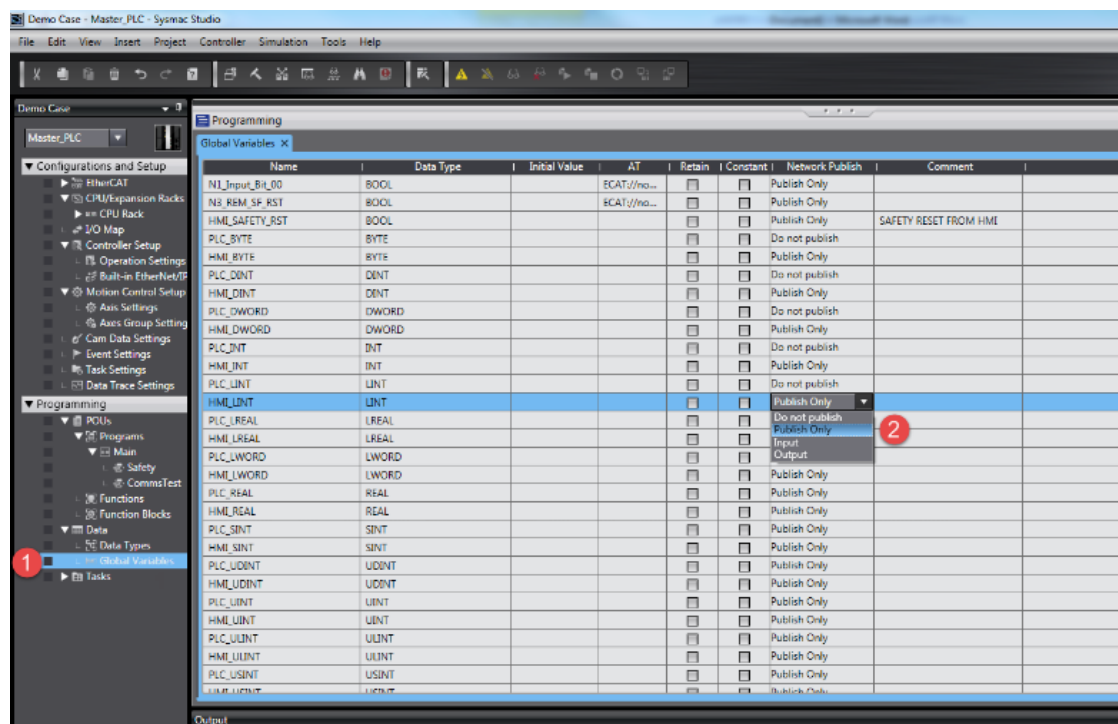 Demo Case - Master_PLC - Sysmac Studio
File Edit View Insert Project Controller Simulation Tools Help
Demo Case
Master_PLC
Configurations and Setup
EtherCAT
CPU/Expansion Racks
CPU Rack
I/O Map
Controller Setup
Operation Settings
Built-in EtherNet/IP
Motion Control Setup
Axis Settings
Axes Group Setting
Cam Data Settings
Event Settings
Task Settings
Data Trace Settings
Programming
POUs
Programs
Main
Safety
CommsTest
Functions
Function Blocks
Data
Data Types
1 Global Variables
Tasks
Programming
Global Variables X
Name Data Type Initial Value AT Retain Constant Network Publish Comment
N1_Input_Bit_00 BOOL ECAT://no... Publish Only
N3_REM_SF_RST BOOL ECAT://no... Publish Only
HMI_SAFETY_RST BOOL Publish Only SAFETY RESET FROM HMI
PLC_BYTE BYTE Do not publish
HMI_BYTE BYTE Publish Only
PLC_DINT DINT Do not publish
HMI_DINT DINT Publish Only
PLC_DWORD DWORD Do not publish
HMI_DWORD DWORD Publish Only
PLC_INT INT Do not publish
HMI_INT INT Publish Only
PLC_LINT LINT Do not publish
HMI_LINT LINT Publish Only
PLC_LREAL LREAL Do not publish
HMI_LREAL LREAL Publish Only 2
Input
PLC_LWORD LWORD Output
HMI_LWORD LWORD Publish Only
PLC_REAL REAL Publish Only
HMI_REAL REAL Publish Only
PLC_SINT SINT Publish Only
HMI_SINT SINT Publish Only
PLC_UDINT UDINT Publish Only
HMI_UDINT UDINT Publish Only
PLC_UINT UINT Publish Only
HMI_UINT UINT Publish Only
PLC_ULINT ULINT Publish Only
HMI_ULINT ULINT Publish Only
PLC_USINT USINT Publish Only
HMI_USINT USINT Publish Only
Output